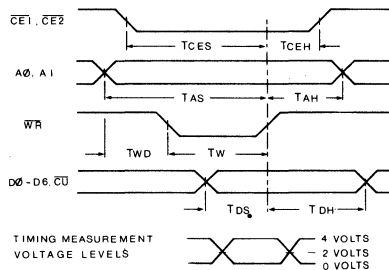 CE1, CE2
TCES
TCEH
AØ, A1
TAS
TAH
WR
TWD
TW
DØ-D6, CU
TDS
TDH
TIMING MEASUREMENT
VOLTAGE LEVELS
4 VOLTS
2 VOLTS
0 VOLTS